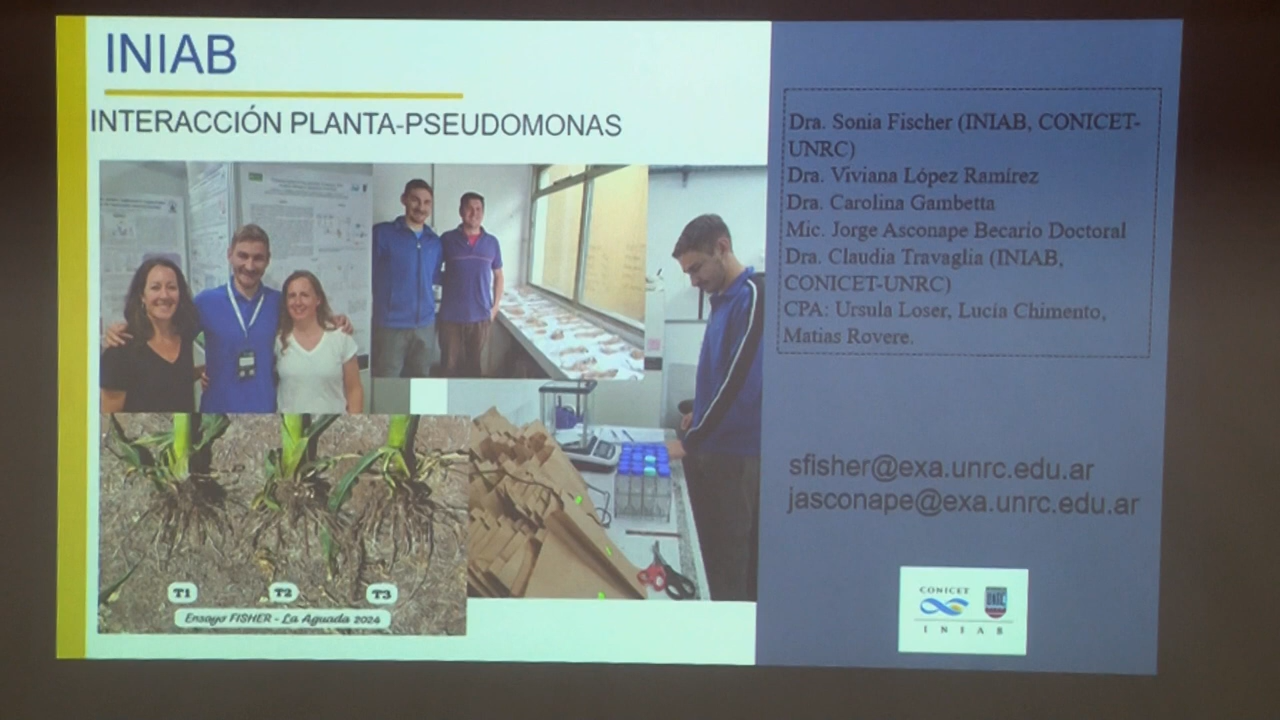 INIAB
INTERACCIÓN PLANTA-PSEUDOMONAS
Dra. Sonia Fischer (INIAB, CONICET-
UNRC)
Dra. Viviana López Ramírez
Dra. Carolina Gambetta
Mic. Jorge Asconape Becario Doctoral
Dra. Claudia Travaglia (INIAB,
CONICET-UNRC)
CPA: Ursula Loser, Lucía Chimento,
Matias Rovere.
sfisher@exa.unrc.edu.ar
jasconape@exa.unrc.edu.ar
T1 T2 T3
Ensayo FISHER - La Aguada 2024
CONICET UNRC
INIAB